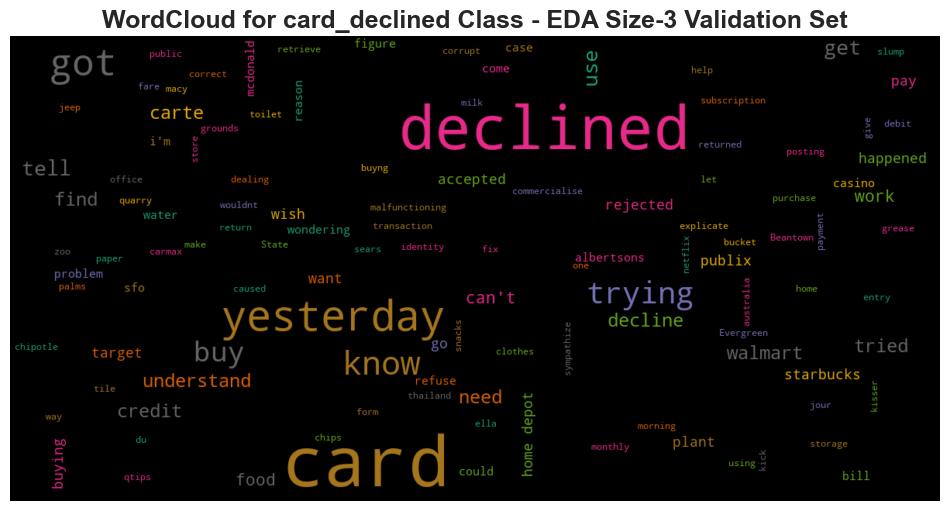 WordCloud for card_declined Class - EDA Size-3 Validation Set
got
public
mcdonald
retrieve
figure
corrupt
case
use
get
slump
correct
fare
macy
reason
come
help
pay
jeep
carte
toilet
milk
subscription
declined
grounds
i'm
store
returned
give
debit
tell
office
dealing
buyng
accepted
commercialise
let
posting
happened
find
quarry
wouldnt
wish
malfunctioning
rejected
purchase
casino
work
water
return
wondering
transaction
explicate
Beantown
payment
grease
zoo
paper
carmax
make
State
sears
identity
fix
albertsons
netflix
bucket
publix
problem
palms
sfo
caused
want
one
can't
trying
australia
home
entry
yesterday
snacks
decline
Evergreen
chipotle
target
buy
know
go
clothes
sympathize
walmart
tried
understand
refuse
thailand
need
starbucks
kisser
tile
way
credit
form
ella
home depot
morning
jour
buying
du
chips
card
could
monthly
plant
storage
using
kick
qtips
food
bill